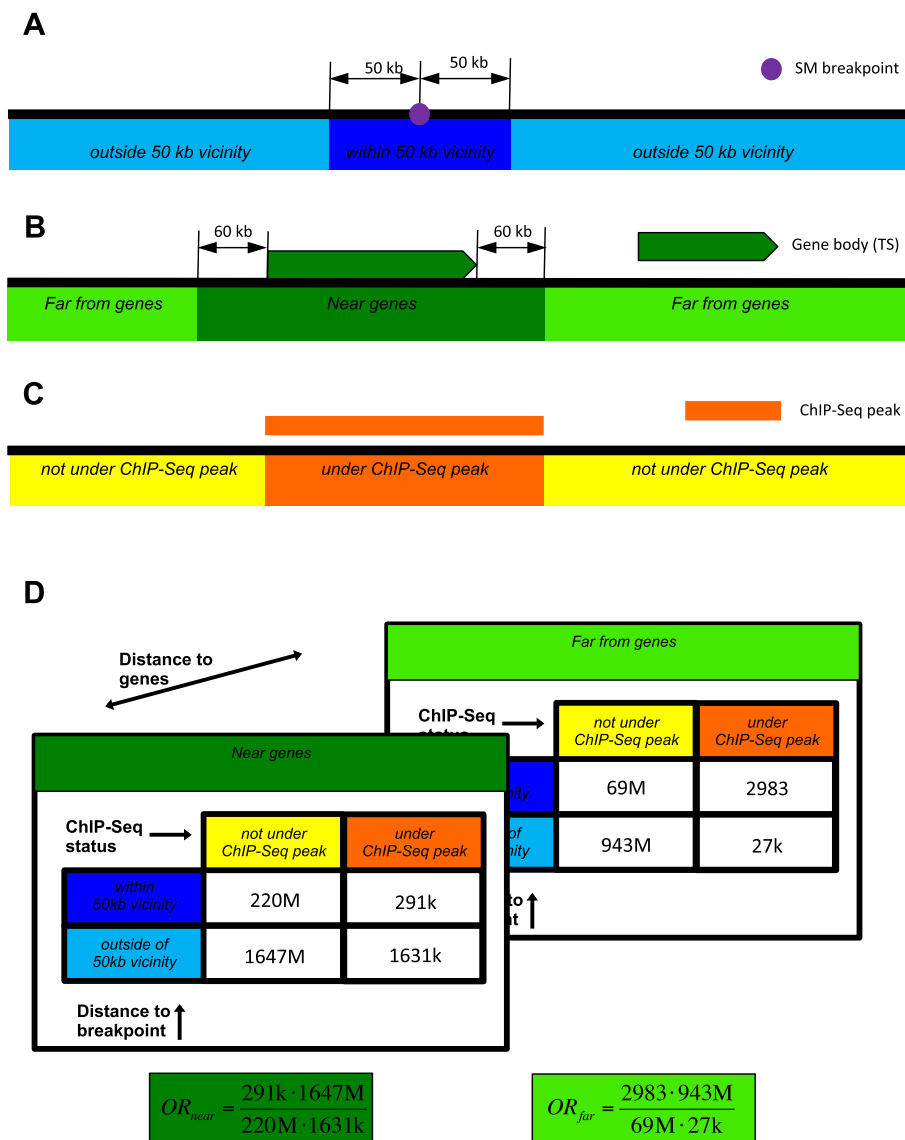 A
50 kb
50 kb
SM breakpoint
outside 50 kb vicinity
within 50 kb vicinity
outside 50 kb vicinity
B
60 kb
60 kb
Gene body (TS)
Far from genes
Near genes
Far from genes
C
ChIP-Seq peak
not under ChIP-Seq peak
under ChIP-Seq peak
not under ChIP-Seq peak
D
Distance to
genes
Far from genes
ChIP-Seq
not under
ChIP-Seq peak
under
ChIP-Seq peak
69M
2983
943M
27k
Near genes
ChIP-Seq
status
not under
ChIP-Seq peak
under
ChIP-Seq peak
within
50kb vicinity
220M
291k
outside of
50kb vicinity
1647M
1631k
Distance to
breakpoint
OR_near = 291k·1647M / 220M·1631k
OR_far = 2983·943M / 69M·27k